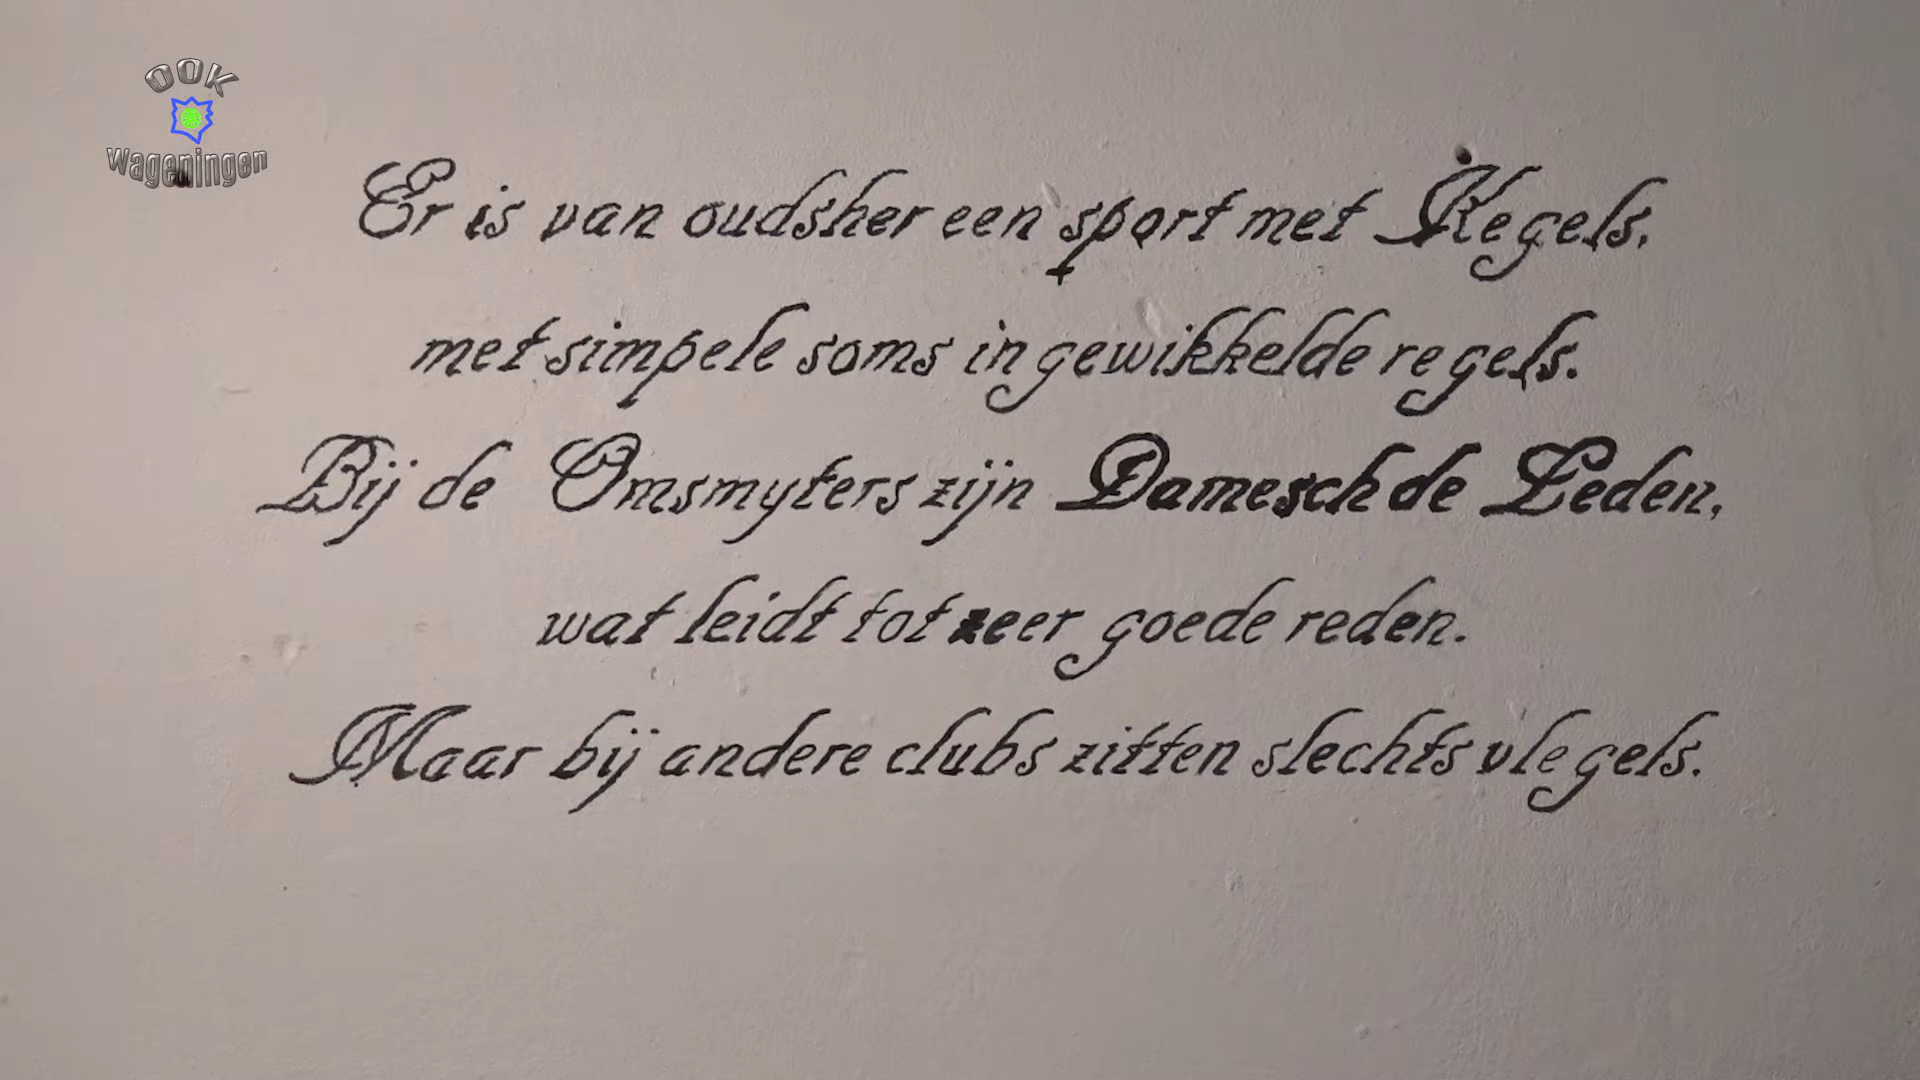 OOK
Wageningen
Er is van oudsher een sport met Kegels,
met simpele soms ingewikkelde regels.
Bij de Omsmyters zijn Damesch de Leden,
wat leidt tot zeer goede reden.
Maar bij andere clubs zitten slechts vlegels.